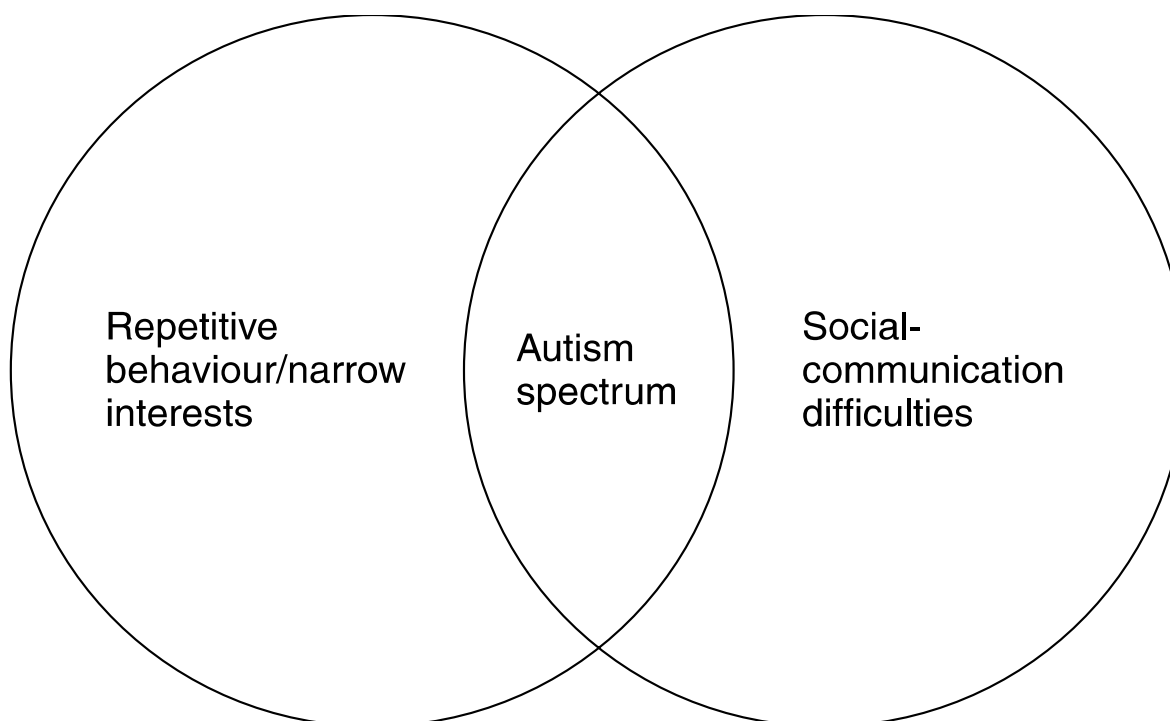 Repetitive
behaviour/narrow
interests
Autism
spectrum
Social-
communication
difficulties